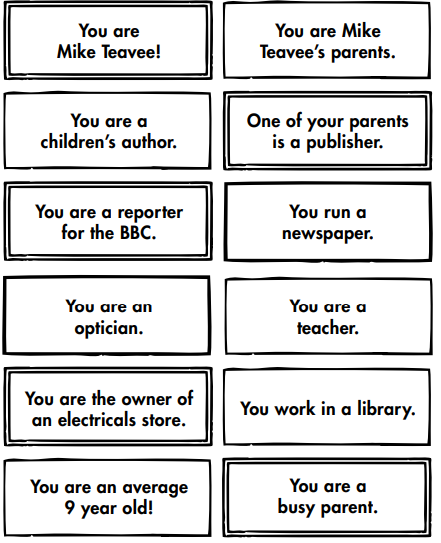 You are
Mike Teavee!
You are Mike
Teavee's parents.
You are a
children's author.
One of your parents
is a publisher.
You are a reporter
for the BBC.
You run a
newspaper.
You are an
optician.
You are a
teacher.
You are the owner of
an electricals store.
You work in a library.
You are an average
9 year old!
You are a
busy parent.